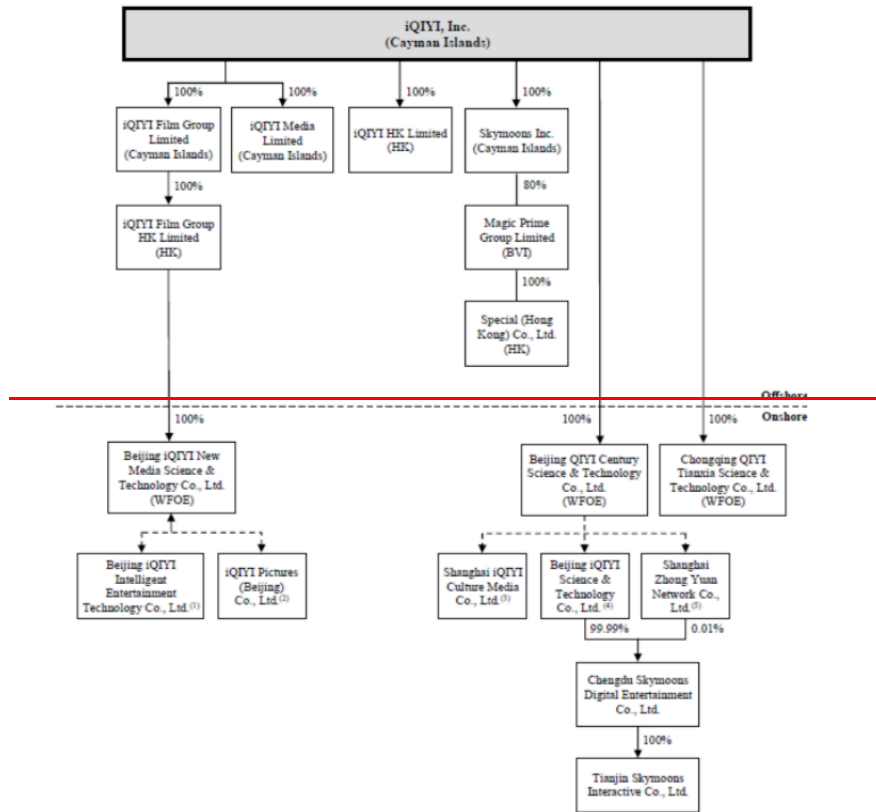 iQIYI, Inc.
(Cayman Islands)
100%
100%
100%
100%
iQIYI Film Group
Limited
(Cayman Islands)
iQIYI Media
Limited
(Cayman Islands)
iQIYI HK Limited
(HK)
Skymoons Inc.
(Cayman Islands)
100%
80%
iQIYI Film Group
HK Limited
(HK)
Magic Prime
Group Limited
(BVI)
100%
Special (Hong
Kong) Co., Ltd.
(HK)
Offshore
Onshore
100%
100%
100%
Beijing iQIYI New
Media Science &
Technology Co., Ltd.
(WFOE)
Beijing QIYI Century
Science & Technology
Co., Ltd.
(WFOE)
Chongqing QIYI
Tianxia Science &
Technology Co., Ltd.
(WFOE)
Beijing iQIYI
Intelligent
Entertainment
Technology Co., Ltd.(1)
iQIYI Pictures
(Beijing)
Co., Ltd.(2)
Shanghai iQIYI
Culture Media
Co., Ltd.(3)
Beijing iQIYI
Science &
Technology
Co., Ltd. (4)
Shanghai
Zhong Yuan
Network Co.,
Ltd.(5)
99.99%
0.01%
Chengdu Skymoons
Digital Entertainment
Co., Ltd.
100%
Tianjin Skymoons
Interactive Co., Ltd.